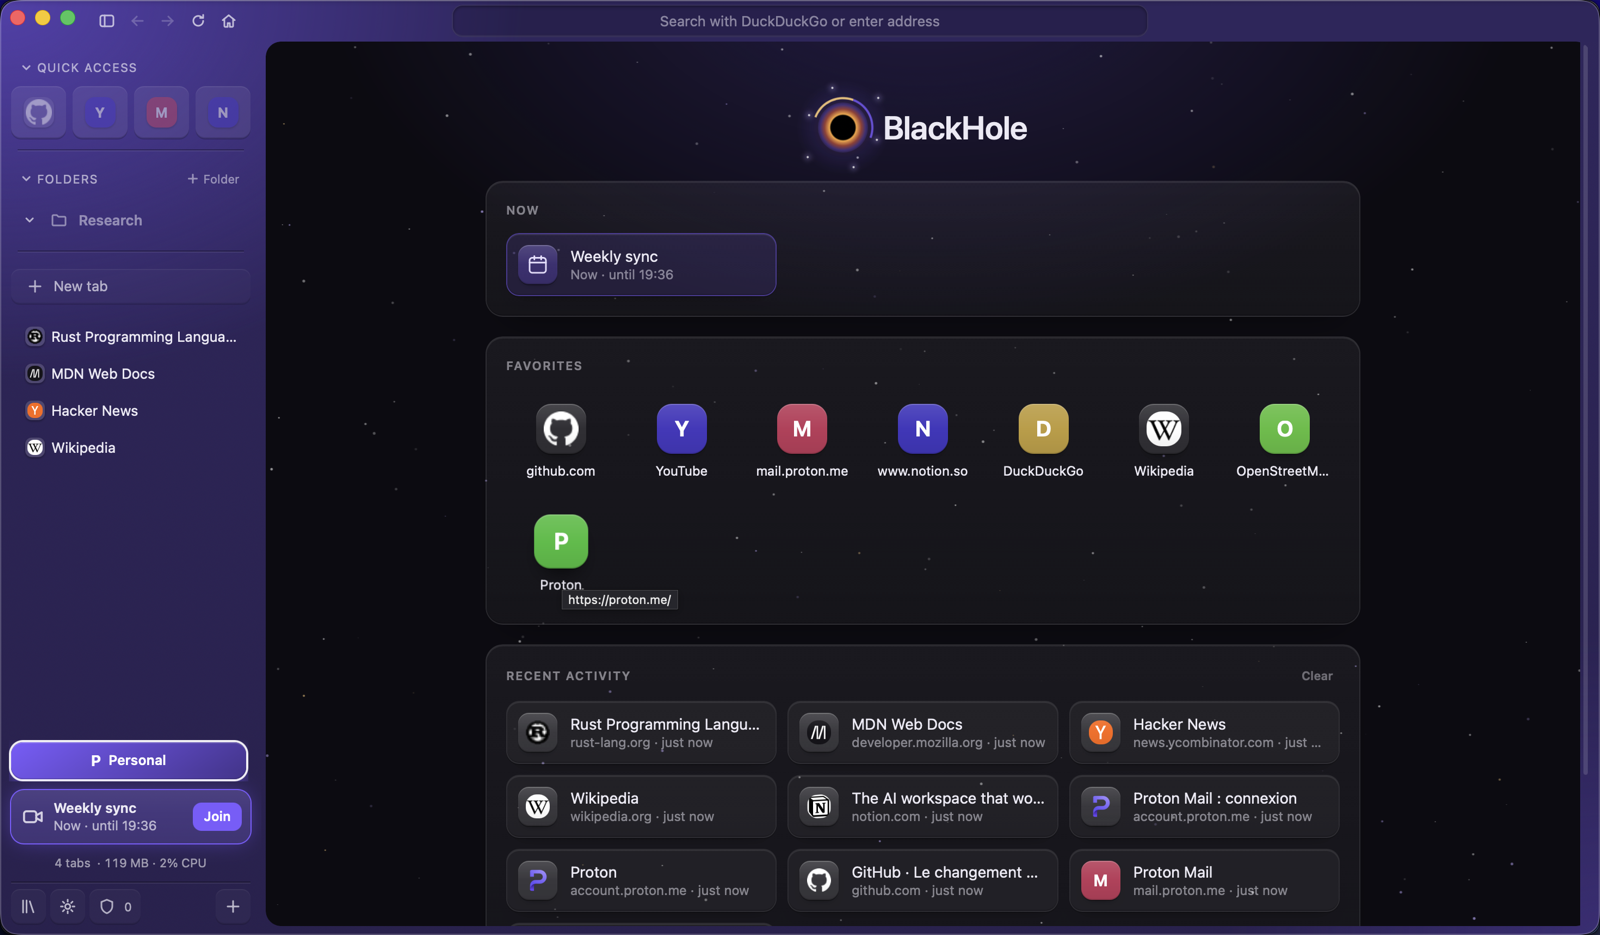 Search with DuckDuckGo or enter address
QUICK ACCESS
Y
M
N
FOLDERS
+ Folder
Research
+ New tab
Rust Programming Langua...
MDN Web Docs
Hacker News
Wikipedia
P Personal
Weekly sync
Now · until 19:36
Join
4 tabs · 119 MB · 2% CPU
0
BlackHole
NOW
Weekly sync
Now · until 19:36
FAVORITES
github.com
Y
YouTube
M
mail.proton.me
N
www.notion.so
D
DuckDuckGo
W
Wikipedia
O
OpenStreetM...
P
Proton
https://proton.me/
RECENT ACTIVITY
Clear
Rust Programming Langu...
rust-lang.org · just now
MDN Web Docs
developer.mozilla.org · just now
Y
Hacker News
news.ycombinator.com · just ...
W
Wikipedia
wikipedia.org · just now
The AI workspace that wo...
notion.com · just now
Proton Mail : connexion
account.proton.me · just now
Proton
account.proton.me · just now
GitHub · Le changement ...
github.com · just now
M
Proton Mail
mail.proton.me · just now